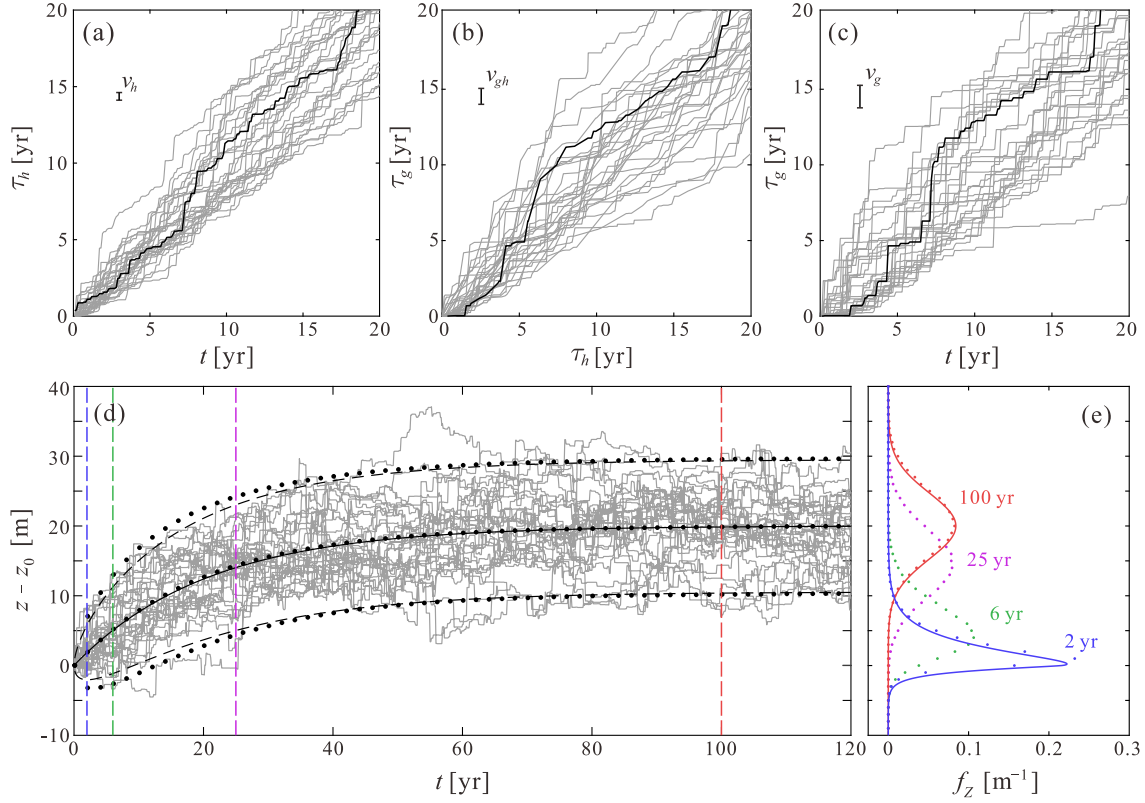 (a) (b) (c)
v_h v_gh v_g
20 20 20
15 15 15
10 10 10
5 5 5
0 0 0
τ_h [yr] τ_g [yr] τ_g [yr]
0 5 10 15 20 0 5 10 15 20 0 5 10 15 20
t [yr] τ_h [yr] t [yr]
(d) (e)
40
30
20
10
0
-10
z - z_0 [m]
0 20 40 60 80 100 120
t [yr]
100 yr
25 yr
6 yr
2 yr
0 0.1 0.2 0.3
f_Z [m⁻¹]